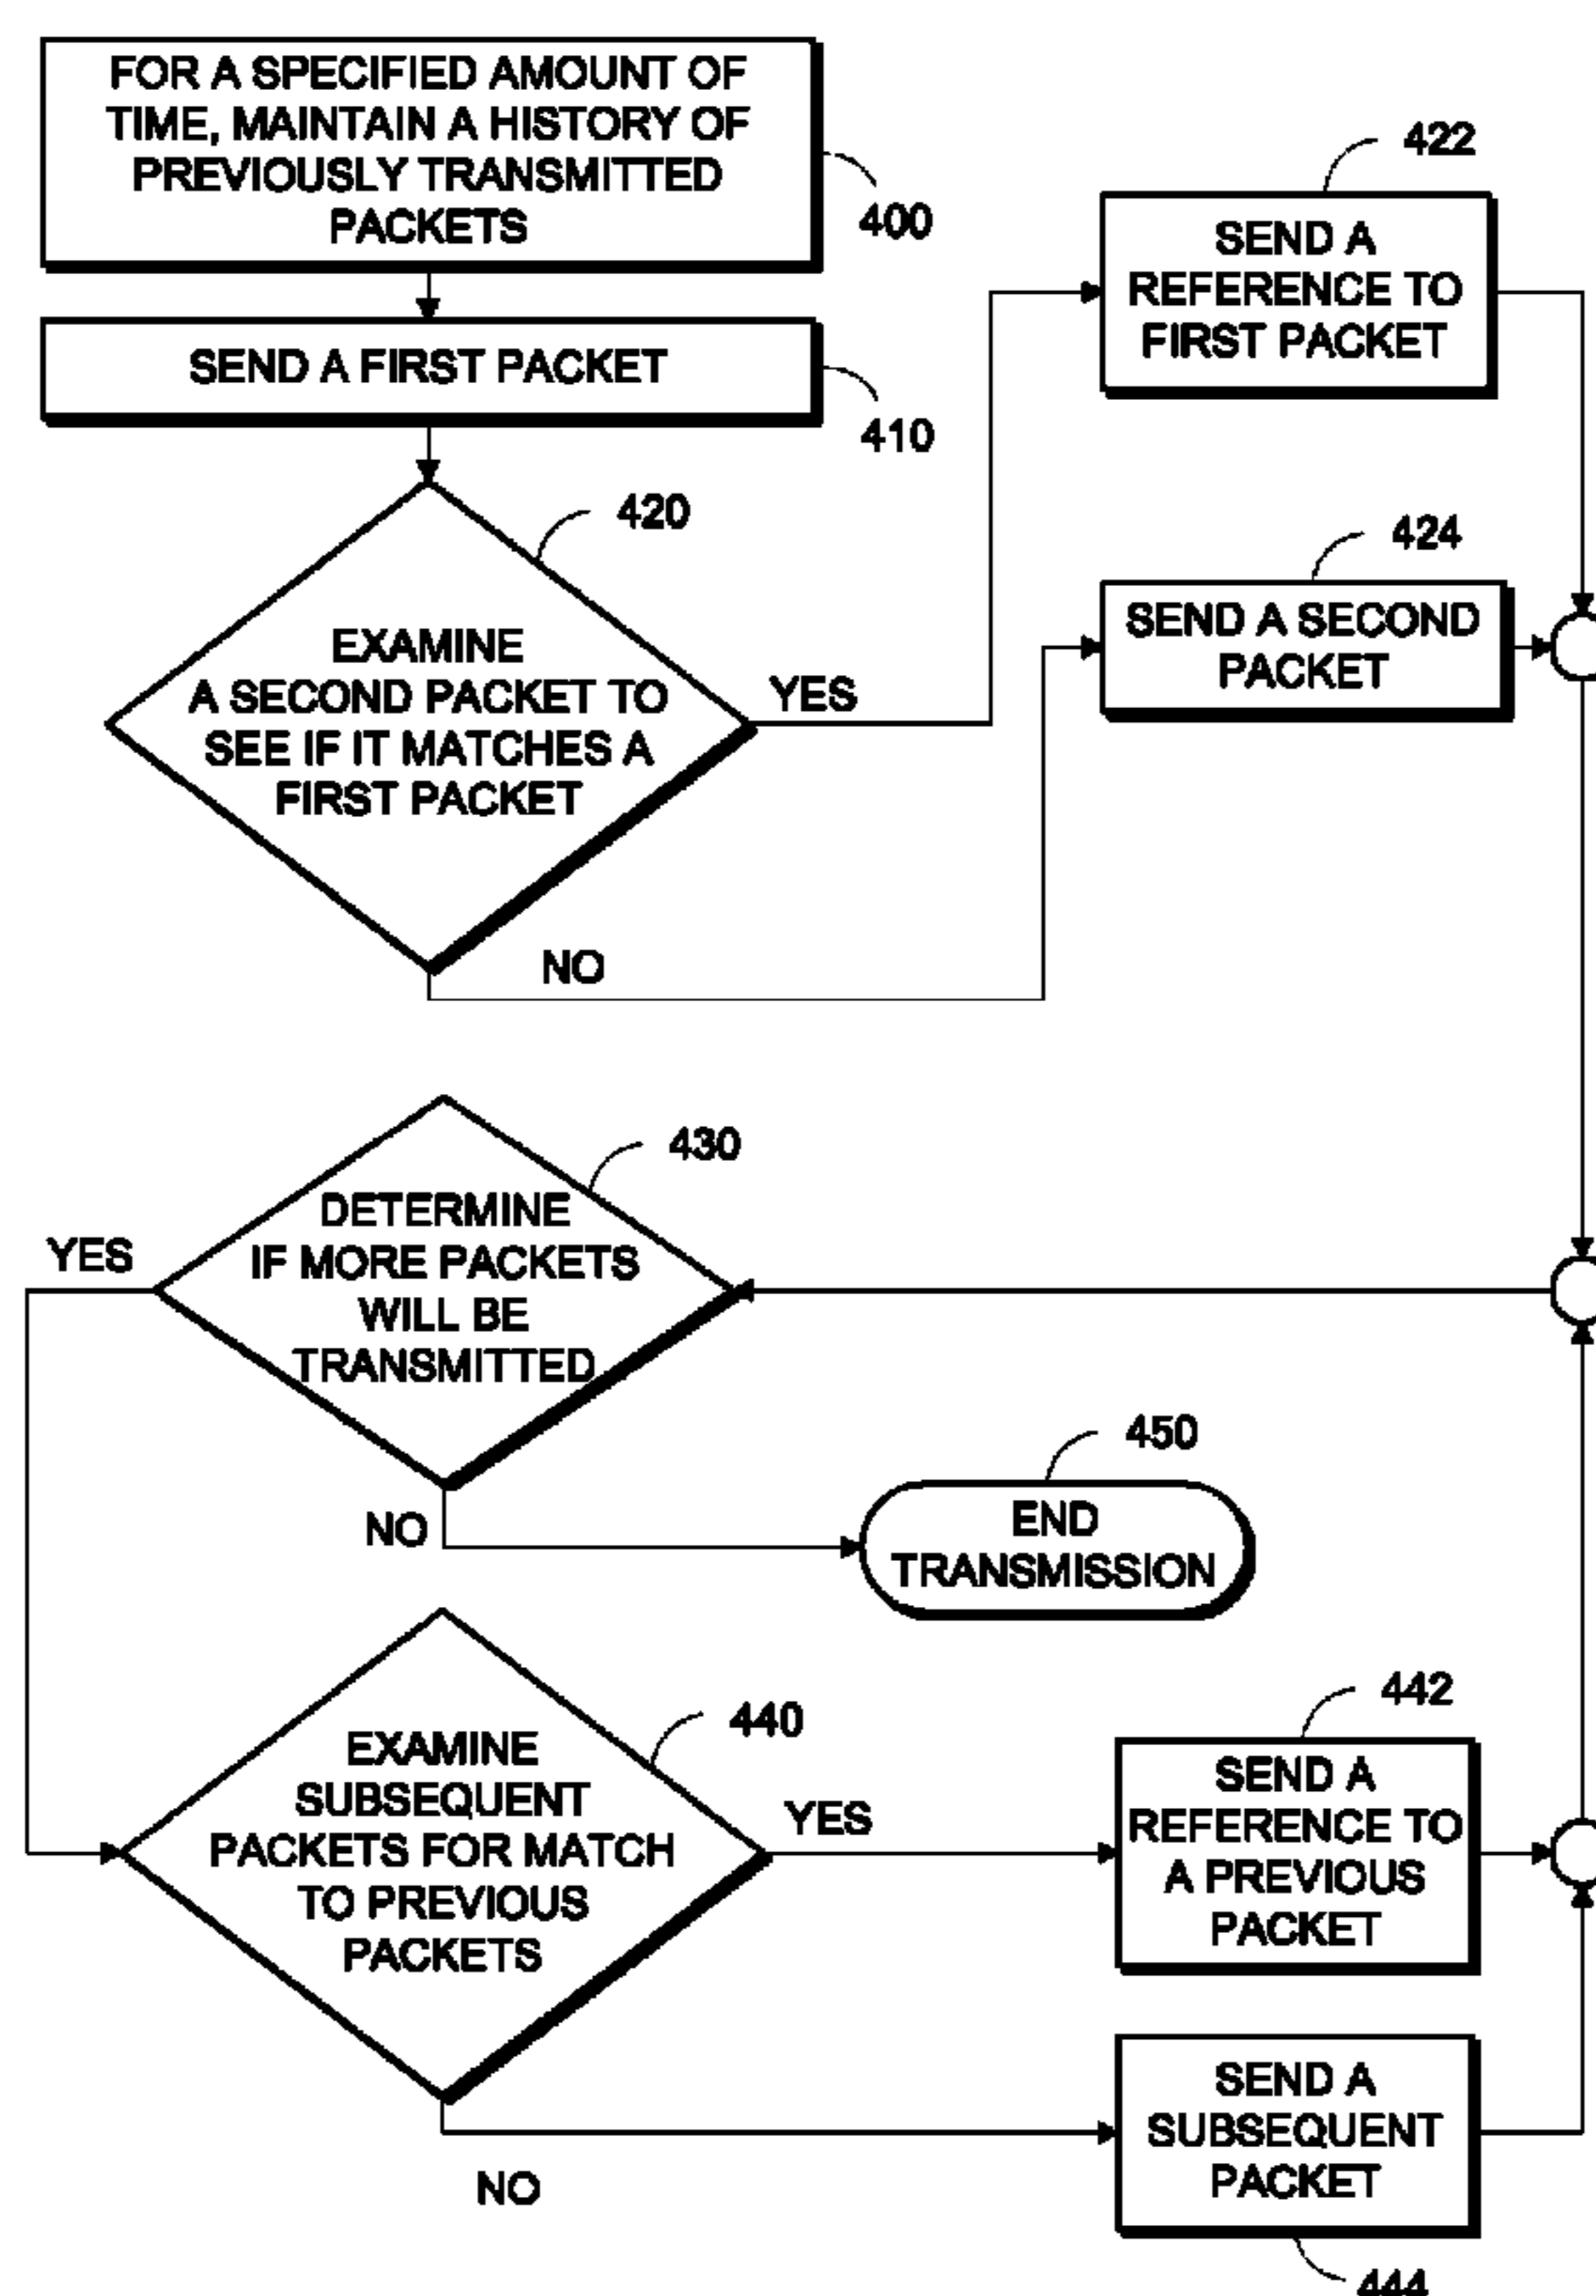 FOR A SPECIFIED AMOUNT OF
TIME, MAINTAIN A HISTORY OF
PREVIOUSLY TRANSMITTED
PACKETS
400
SEND A FIRST PACKET
410
420
EXAMINE
A SECOND PACKET TO
SEE IF IT MATCHES A
FIRST PACKET
YES
NO
422
SEND A
REFERENCE TO
FIRST PACKET
424
SEND A SECOND
PACKET
430
DETERMINE
IF MORE PACKETS
WILL BE
TRANSMITTED
YES
NO
450
END
TRANSMISSION
440
EXAMINE
SUBSEQUENT
PACKETS FOR MATCH
TO PREVIOUS
PACKETS
YES
NO
442
SEND A
REFERENCE TO
A PREVIOUS
PACKET
SEND A
SUBSEQUENT
PACKET
444